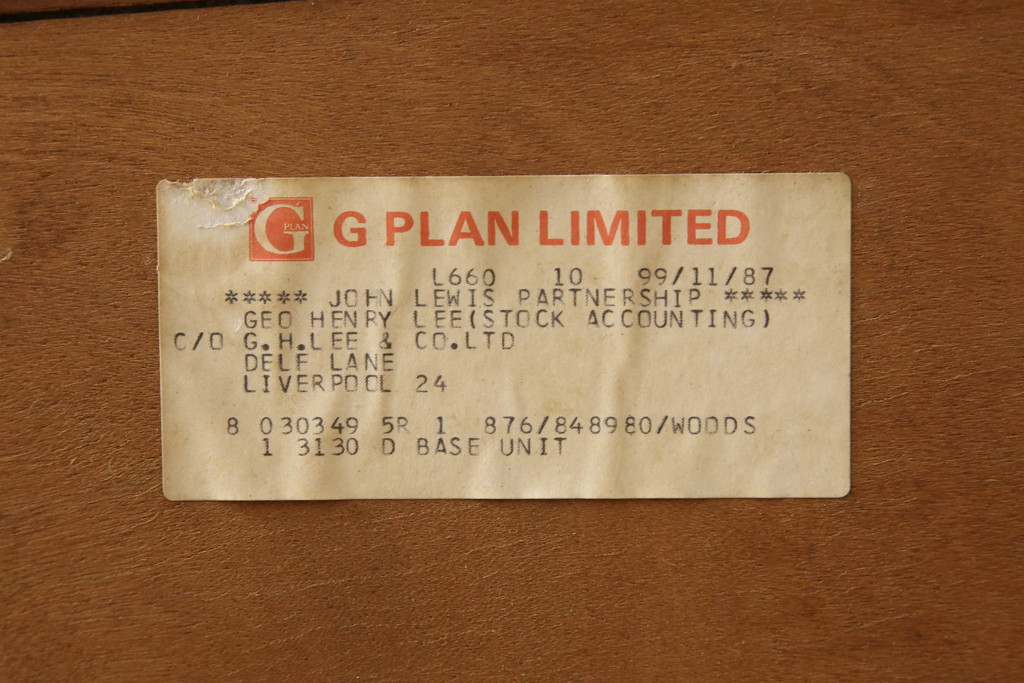 G PLAN G PLAN LIMITED
L660 10 99/11/87
***** JOHN LEWIS PARTNERSHIP *****
GEO HENRY LEE(STOCK ACCOUNTING)
C/O G.H.LEE & CO.LTD
DELF LANE
LIVERPOOL 24
8 030349 5R 1 876/848980/WOODS
1 3130 D BASE UNIT